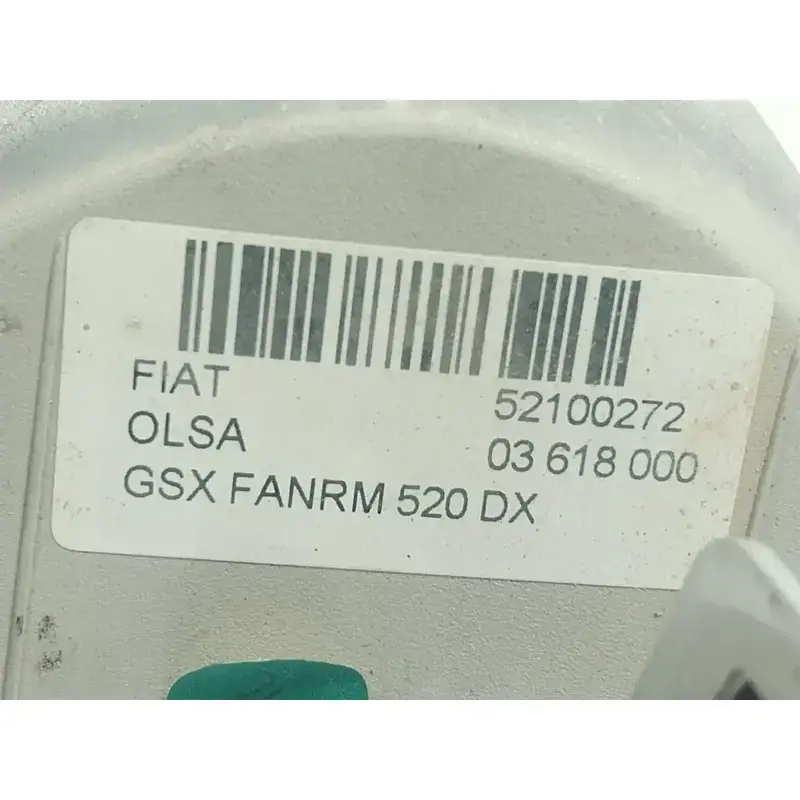 FIAT 52100272
OLSA 03 618 000
GSX FANRM 520 DX